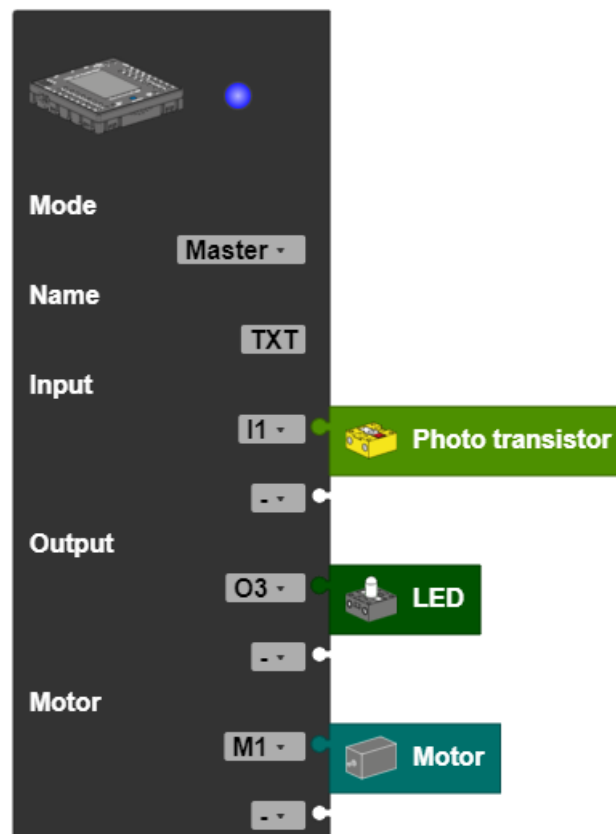 Mode
Master
Name
TXT
Input
I1
Photo transistor
-
Output
O3
LED
-
Motor
M1
Motor
-